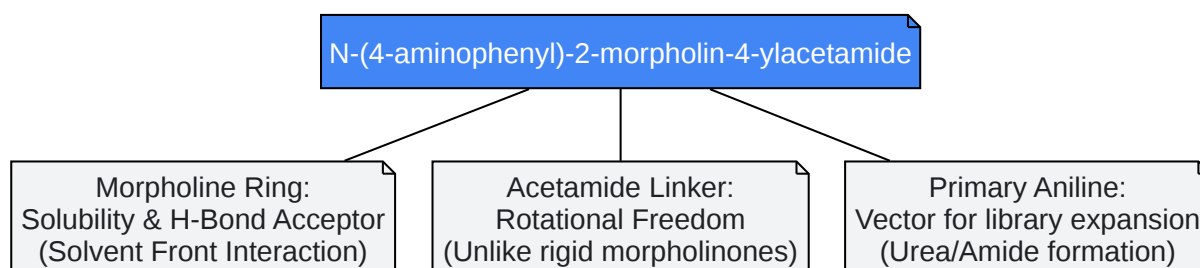 N-(4-aminophenyl)-2-morpholin-4-ylacetamide
Morpholine Ring:
Solubility & H-Bond Acceptor
(Solvent Front Interaction)
Acetamide Linker:
Rotational Freedom
(Unlike rigid morpholinones)
Primary Aniline:
Vector for library expansion
(Urea/Amide formation)